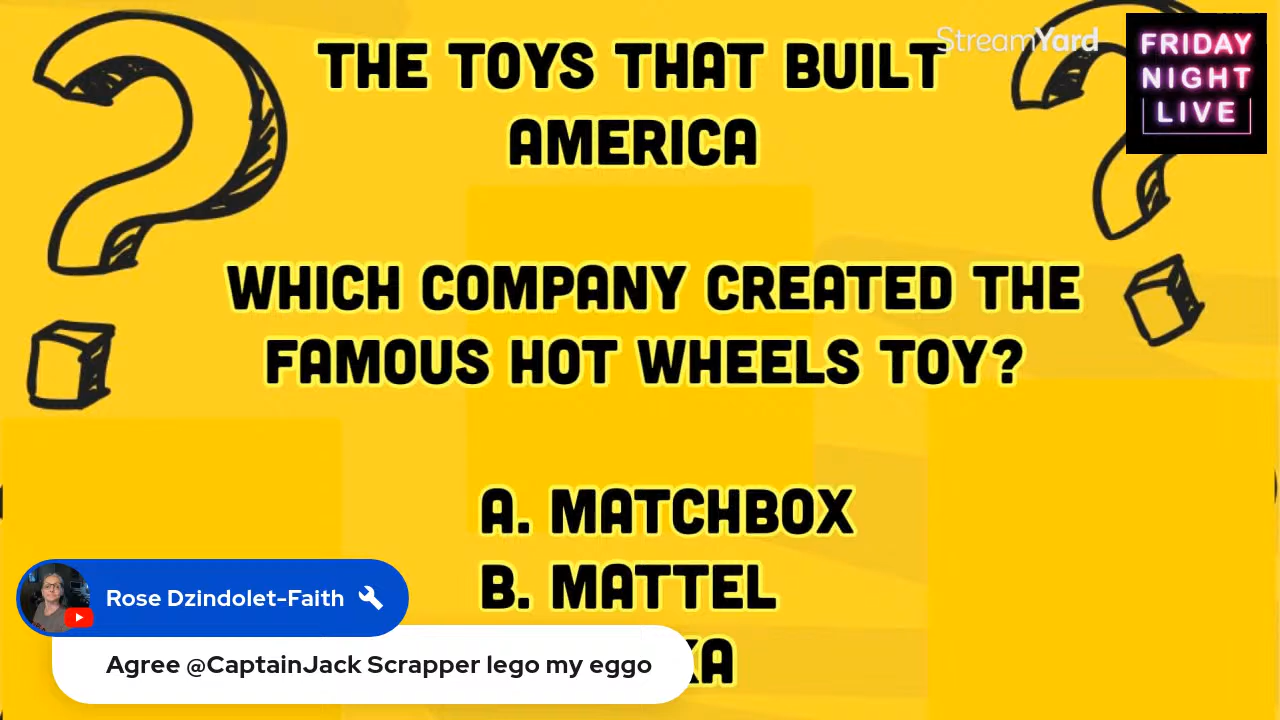 StreamYard
FRIDAY
NIGHT
LIVE
THE TOYS THAT BUILT
AMERICA
WHICH COMPANY CREATED THE
FAMOUS HOT WHEELS TOY?
A. MATCHBOX
B. MATTEL
Rose Dzindolet-Faith
Agree @CaptainJack Scrapper lego my eggo